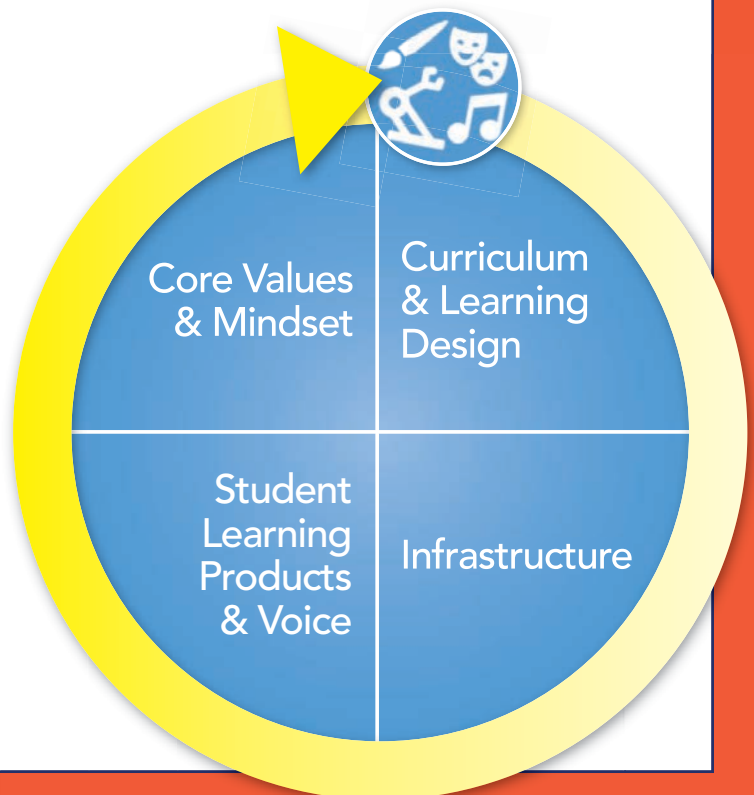 Core Values
& Mindset
Curriculum
& Learning
Design
Student
Learning
Products
& Voice
Infrastructure